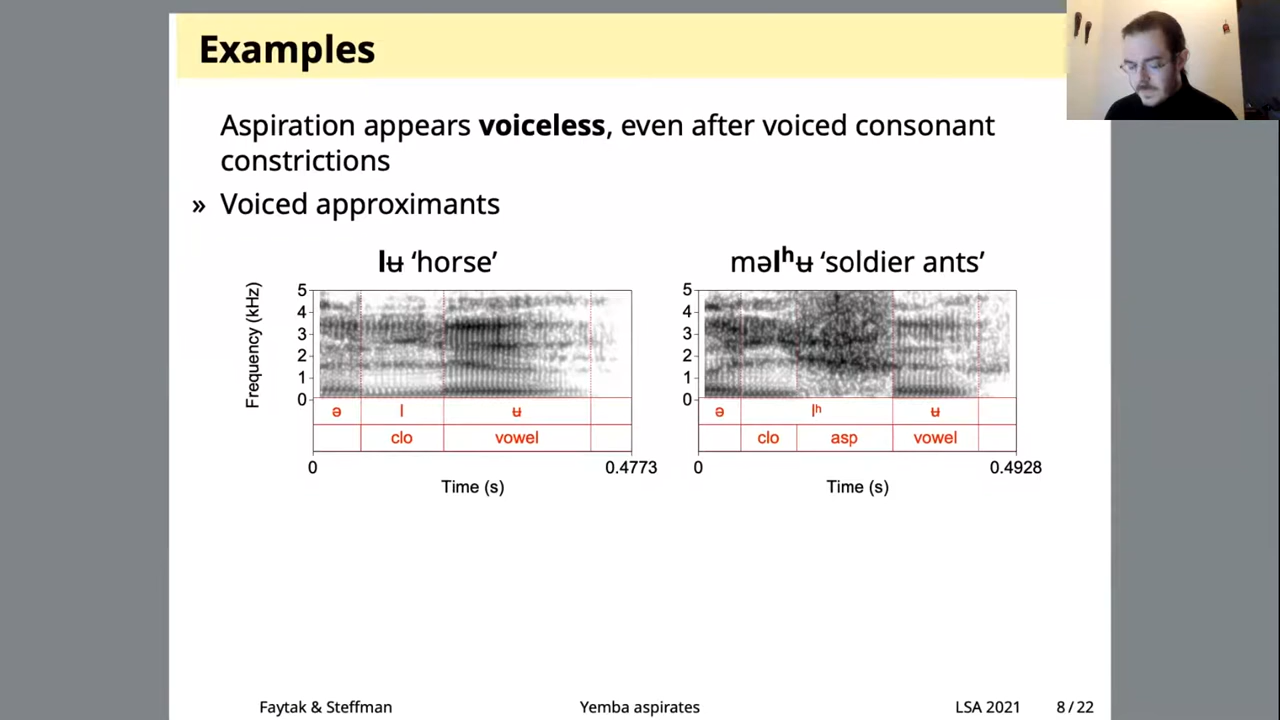 Examples
Aspiration appears voiceless, even after voiced consonant
constrictions
» Voiced approximants
lʉ ‘horse’
Frequency (kHz)
5
4
3
2
1
0
ə l ʉ
clo vowel
0 0.4773
Time (s)
məlʰʉ ‘soldier ants’
5
4
3
2
1
0
ə lʰ ʉ
clo asp vowel
0 0.4928
Time (s)
Faytak & Steffman Yemba aspirates LSA 2021 8 / 22